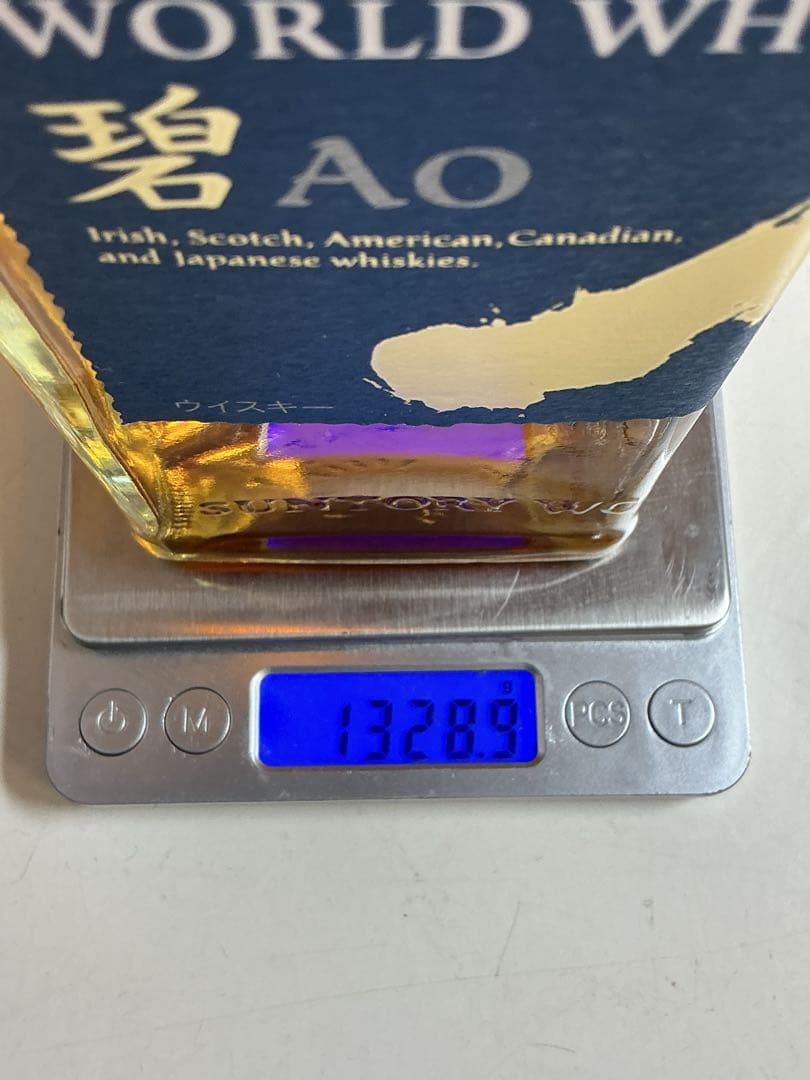 WORLD WH
碧 AO
Irish, Scotch, American, Canadian,
and Japanese whiskies.
ウイスキー
SUNTORY WO
g
1328.9
M
PCS
T